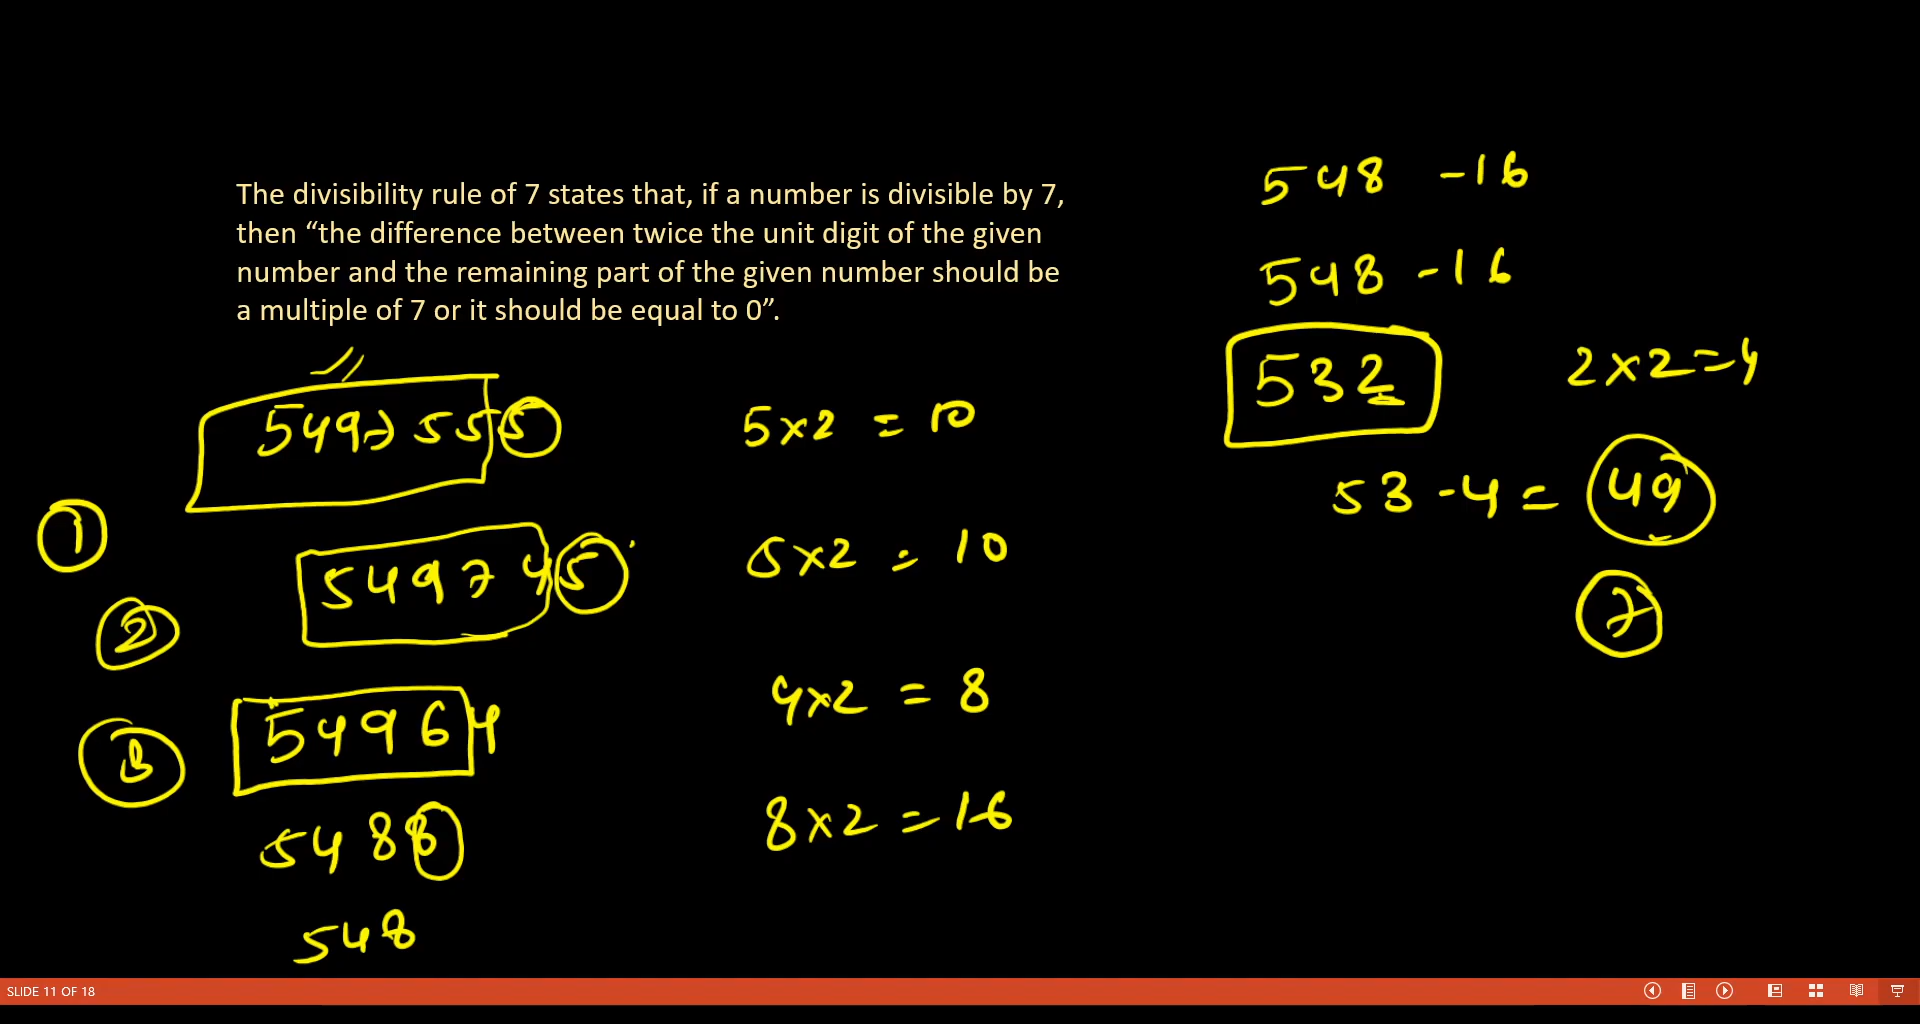 The divisibility rule of 7 states that, if a number is divisible by 7,
then “the difference between twice the unit digit of the given
number and the remaining part of the given number should be
a multiple of 7 or it should be equal to 0”.
5497555
5x2 = 10
1
549745
5x2 = 10
2
54964
4x2 = 8
3
5488
8x2 = 16
548
548 -16
548 -16
532
2x2=4
53 -4 = 49
7
SLIDE 11 OF 18